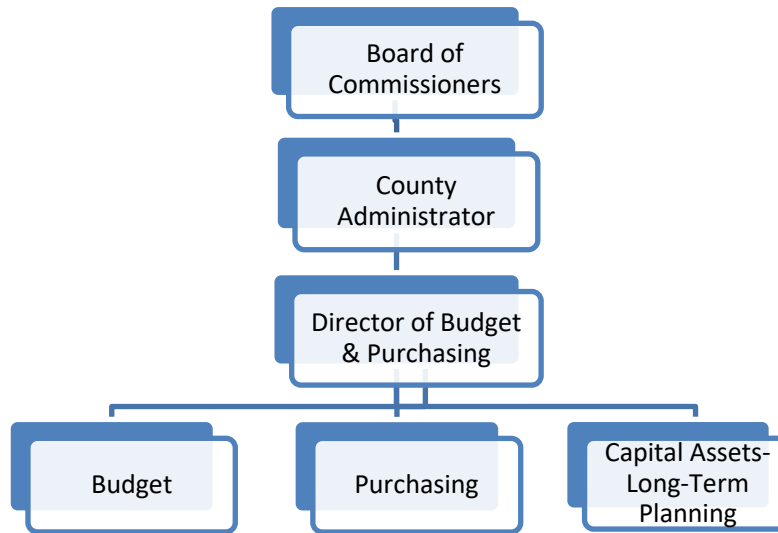 Board of
Commissioners
County
Administrator
Director of Budget
& Purchasing
Budget
Purchasing
Capital Assets-
Long-Term
Planning